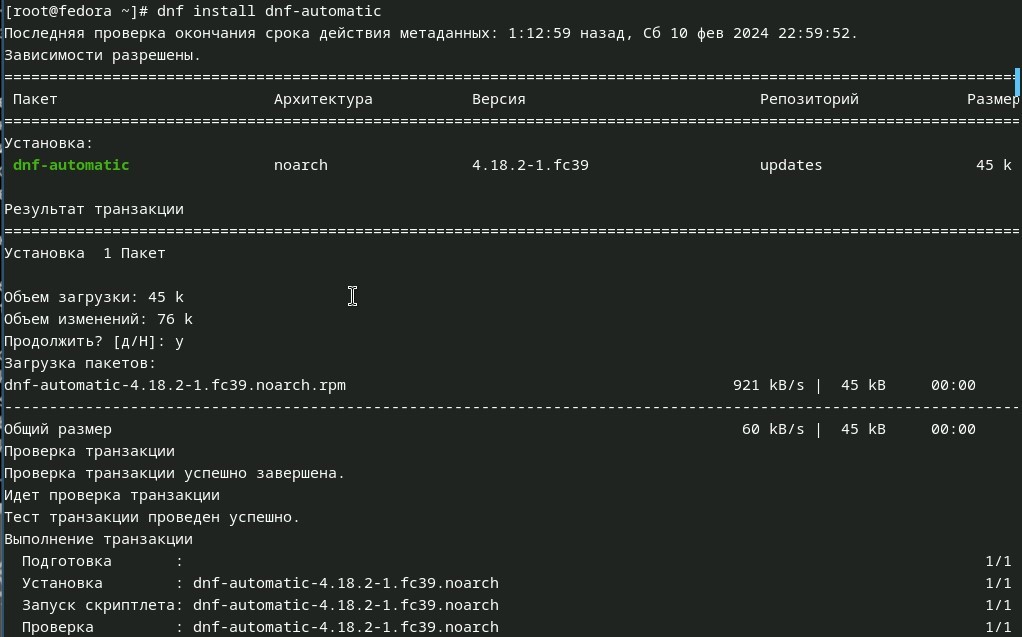 [root@fedora ~]# dnf install dnf-automatic
Последняя проверка окончания срока действия метаданных: 1:12:59 назад, Сб 10 фев 2024 22:59:52.
Зависимости разрешены.
================================================================================
Пакет Архитектура Версия Репозиторий Размер
================================================================================
Установка:
dnf-automatic noarch 4.18.2-1.fc39 updates 45 k
Результат транзакции
================================================================================
Установка 1 Пакет
Объем загрузки: 45 k
Объем изменений: 76 k
Продолжить? [д/Н]: y
Загрузка пакетов:
dnf-automatic-4.18.2-1.fc39.noarch.rpm 921 kB/s | 45 kB 00:00
--------------------------------------------------------------------------------
Общий размер 60 kB/s | 45 kB 00:00
Проверка транзакции
Проверка транзакции успешно завершена.
Идет проверка транзакции
Тест транзакции проведен успешно.
Выполнение транзакции
Подготовка : 1/1
Установка : dnf-automatic-4.18.2-1.fc39.noarch 1/1
Запуск скриптлета: dnf-automatic-4.18.2-1.fc39.noarch 1/1
Проверка : dnf-automatic-4.18.2-1.fc39.noarch 1/1